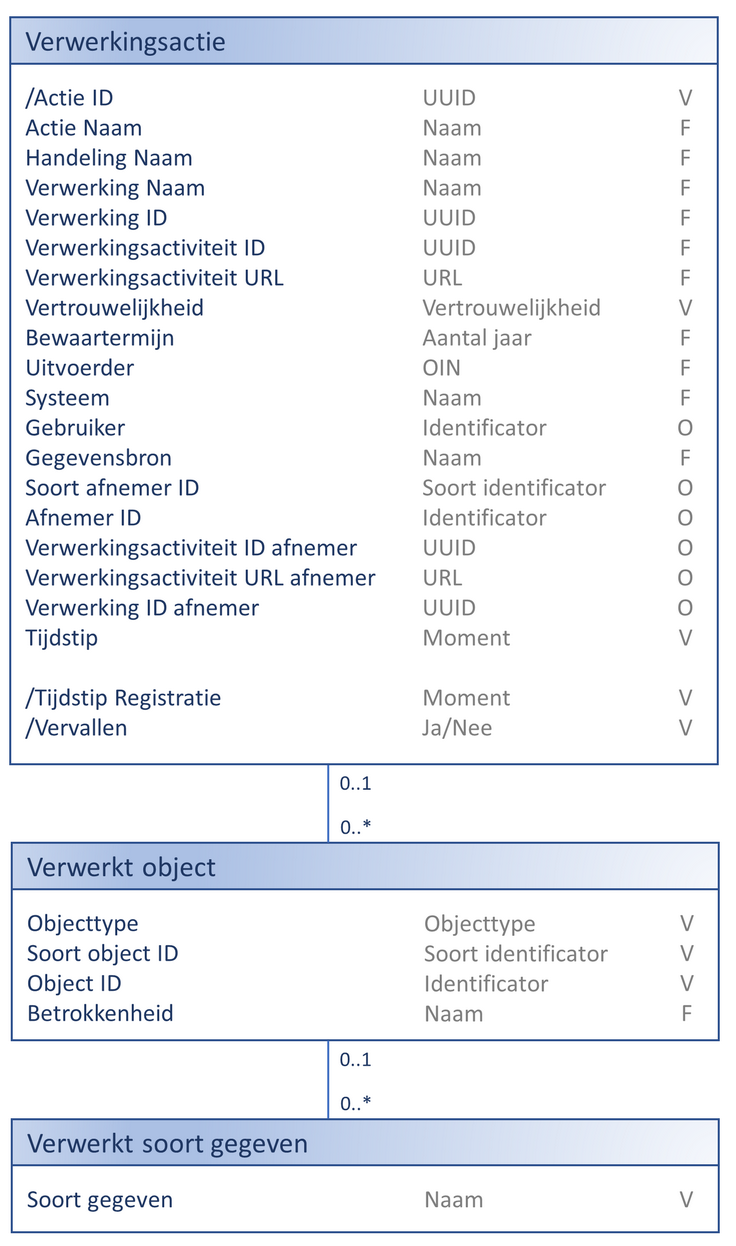 Verwerkingsactie
/Actie ID UUID V
Actie Naam Naam F
Handeling Naam Naam F
Verwerking Naam Naam F
Verwerking ID UUID F
Verwerkingsactiviteit ID UUID F
Verwerkingsactiviteit URL URL F
Vertrouwelijkheid Vertrouwelijkheid V
Bewaartermijn Aantal jaar F
Uitvoerder OIN F
Systeem Naam F
Gebruiker Identificator O
Gegevensbron Naam F
Soort afnemer ID Soort identificator O
Afnemer ID Identificator O
Verwerkingsactiviteit ID afnemer UUID O
Verwerkingsactiviteit URL afnemer URL O
Verwerking ID afnemer UUID O
Tijdstip Moment V
/Tijdstip Registratie Moment V
/Vervallen Ja/Nee V
0..1
0..*
Verwerkt object
Objecttype Objecttype V
Soort object ID Soort identificator V
Object ID Identificator V
Betrokkenheid Naam F
0..1
0..*
Verwerkt soort gegeven
Soort gegeven Naam V